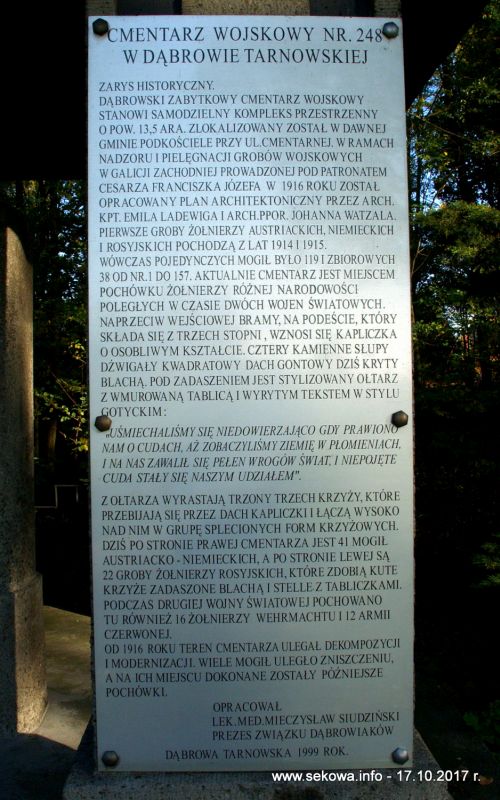 CMENTARZ WOJSKOWY NR. 248
W DĄBROWIE TARNOWSKIEJ
ZARYS HISTORYCZNY.
DĄBROWSKI ZABYTKOWY CMENTARZ WOJSKOWY
STANOWI SAMODZIELNY KOMPLEKS PRZESTRZENNY
O POW. 13,5 ARA. ZLOKALIZOWANY ZOSTAŁ W DAWNEJ
GMINIE PODKOŚCIELE PRZY UL.CMENTARNEJ. W RAMACH
NADZORU I PIELĘGNACJI GROBÓW WOJSKOWYCH
W GALICJI ZACHODNIEJ PROWADZONEJ POD PATRONATEM
CESARZA FRANCISZKA JÓZEFA W 1916 ROKU ZOSTAŁ
OPRACOWANY PLAN ARCHITEKTONICZNY PRZEZ ARCH.
KPT. EMILA LADEWIGA I ARCH.PPOR. JOHANNA WATZALA.
PIERWSZE GROBY ŻOŁNIERZY AUSTRIACKICH, NIEMIECKICH
I ROSYJSKICH POCHODZĄ Z LAT 1914 I 1915.
WÓWCZAS POJEDYNCZYCH MOGIŁ BYŁO 119 I ZBIOROWYCH
38 OD NR.1 DO 157. AKTUALNIE CMENTARZ JEST MIEJSCEM
POCHÓWKU ŻOŁNIERZY RÓŻNEJ NARODOWOŚCI
POLEGŁYCH W CZASIE DWÓCH WOJEN ŚWIATOWYCH.
NAPRZECIW WEJŚCIOWEJ BRAMY, NA PODEŚCIE, KTÓRY
SKŁADA SIĘ Z TRZECH STOPNI, WZNOSI SIĘ KAPLICZKA
O OSOBLIWYM KSZTAŁCIE. CZTERY KAMIENNE SŁUPY
DŹWIGAŁY KWADRATOWY DACH GONTOWY DZIŚ KRYTY
BLACHĄ. POD ZADASZENIEM JEST STYLIZOWANY OŁTARZ
Z WMUROWANĄ TABLICĄ I WYRYTYM TEKSTEM W STYLU
GOTYCKIM:
"UŚMIECHALIŚMY SIĘ NIEDOWIERZAJĄCO GDY PRAWIONO
NAM O CUDACH, AŻ ZOBACZYLIŚMY ZIEMIĘ W PŁOMIENIACH,
I NA NAS ZAWALIŁ SIĘ PEŁEN WROGÓW ŚWIAT, I NIEPOJĘTE
CUDA STAŁY SIĘ NASZYM UDZIAŁEM".
Z OŁTARZA WYRASTAJĄ TRZONY TRZECH KRZYŻY, KTÓRE
PRZEBIJAJĄ SIĘ PRZEZ DACH KAPLICZKI I ŁĄCZĄ WYSOKO
NAD NIM W GRUPĘ SPLECIONYCH FORM KRZYŻOWYCH.
DZIŚ PO STRONIE PRAWEJ CMENTARZA JEST 41 MOGIŁ
AUSTRIACKO - NIEMIECKICH, A PO STRONIE LEWEJ SĄ
22 GROBY ŻOŁNIERZY ROSYJSKICH, KTÓRE ZDOBIĄ KUTE
KRZYŻE ZADASZONE BLACHĄ I STELLE Z TABLICZKAMI.
PODCZAS DRUGIEJ WOJNY ŚWIATOWEJ POCHOWANO
TU RÓWNIEŻ 16 ŻOŁNIERZY WEHRMACHTU I 12 ARMII
CZERWONEJ.
OD 1916 ROKU TEREN CMENTARZA ULEGAŁ DEKOMPOZYCJI
I MODERNIZACJI. WIELE MOGIŁ ULEGŁO ZNISZCZENIU,
A NA ICH MIEJSCU DOKONANE ZOSTAŁY PÓŹNIEJSZE
POCHÓWKI.
OPRACOWAŁ
LEK.MED.MIECZYSŁAW SIUDZIŃSKI
PREZES ZWIĄZKU DĄBROWIAKÓW
DĄBROWA TARNOWSKA 1999 ROK.
www.sekowa.info - 17.10.2017 r.